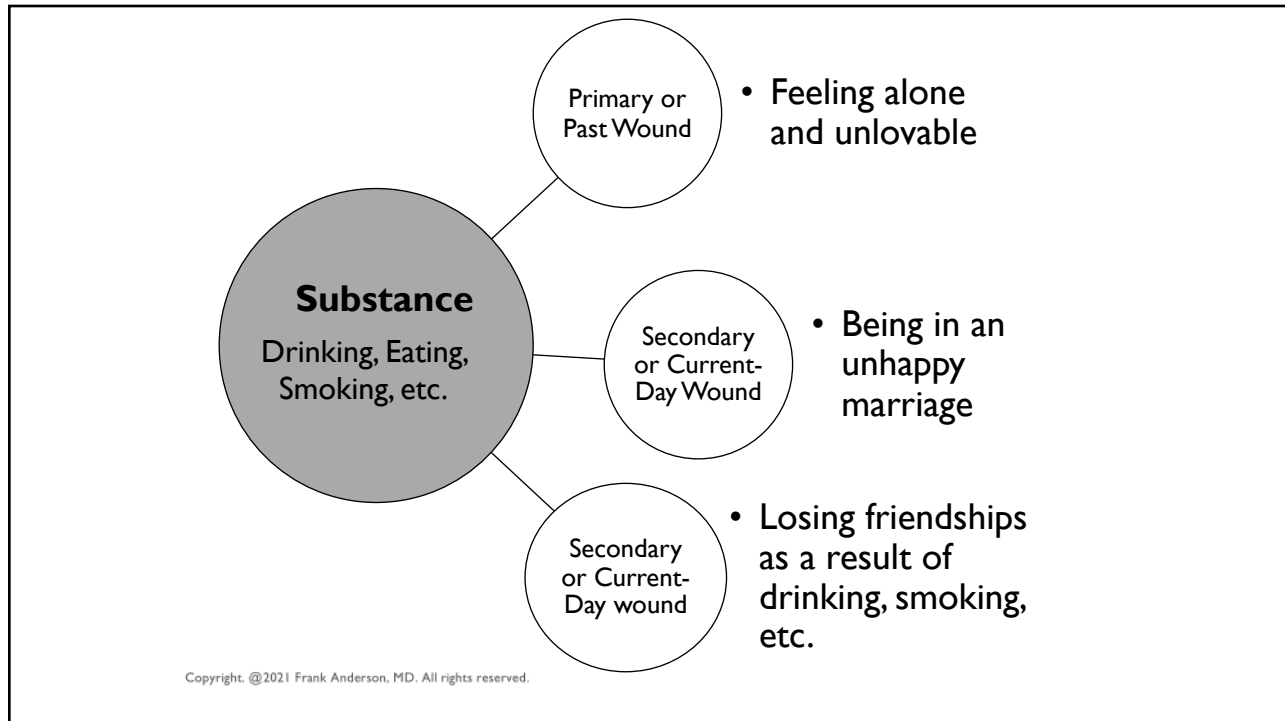 Primary or
Past Wound
• Feeling alone
and unlovable
Substance
Drinking, Eating,
Smoking, etc.
Secondary
or Current-
Day Wound
• Being in an
unhappy
marriage
Secondary
or Current-
Day wound
• Losing friendships
as a result of
drinking, smoking,
etc.
Copyright. @2021 Frank Anderson, MD. All rights reserved.